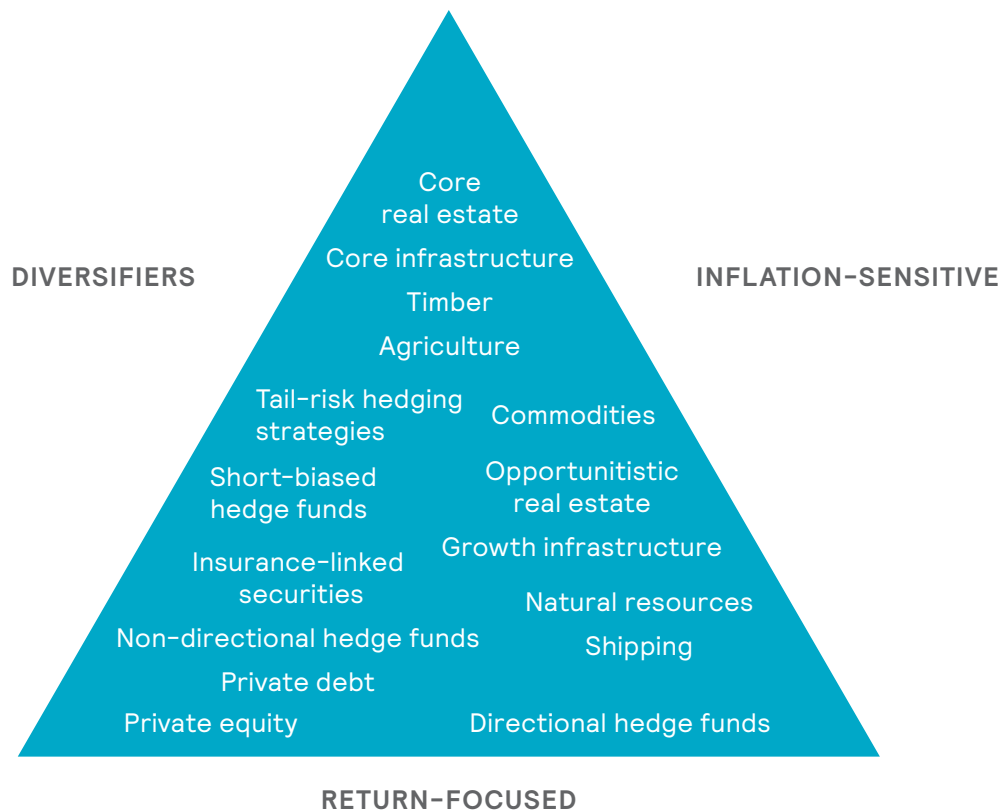 Core
real estate
DIVERSIFIERS
Core infrastructure
INFLATION-SENSITIVE
Timber
Agriculture
Tail-risk hedging
strategies
Commodities
Short-biased
hedge funds
Opportunitistic
real estate
Growth infrastructure
Insurance-linked
securities
Natural resources
Non-directional hedge funds
Shipping
Private debt
Private equity
Directional hedge funds
RETURN-FOCUSED